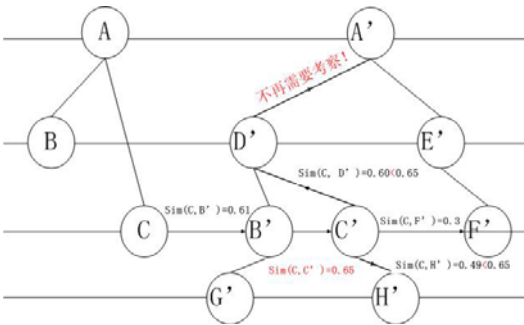 A
A'
不再需要考察!
B
D'
E'
Sim(C, D')=0.60<0.65
Sim(C,B')=0.61
Sim(C,F')=0.3
C
B'
C'
F'
Sim(C,C')=0.65
Sim(C,H')=0.49<0.65
G'
H'